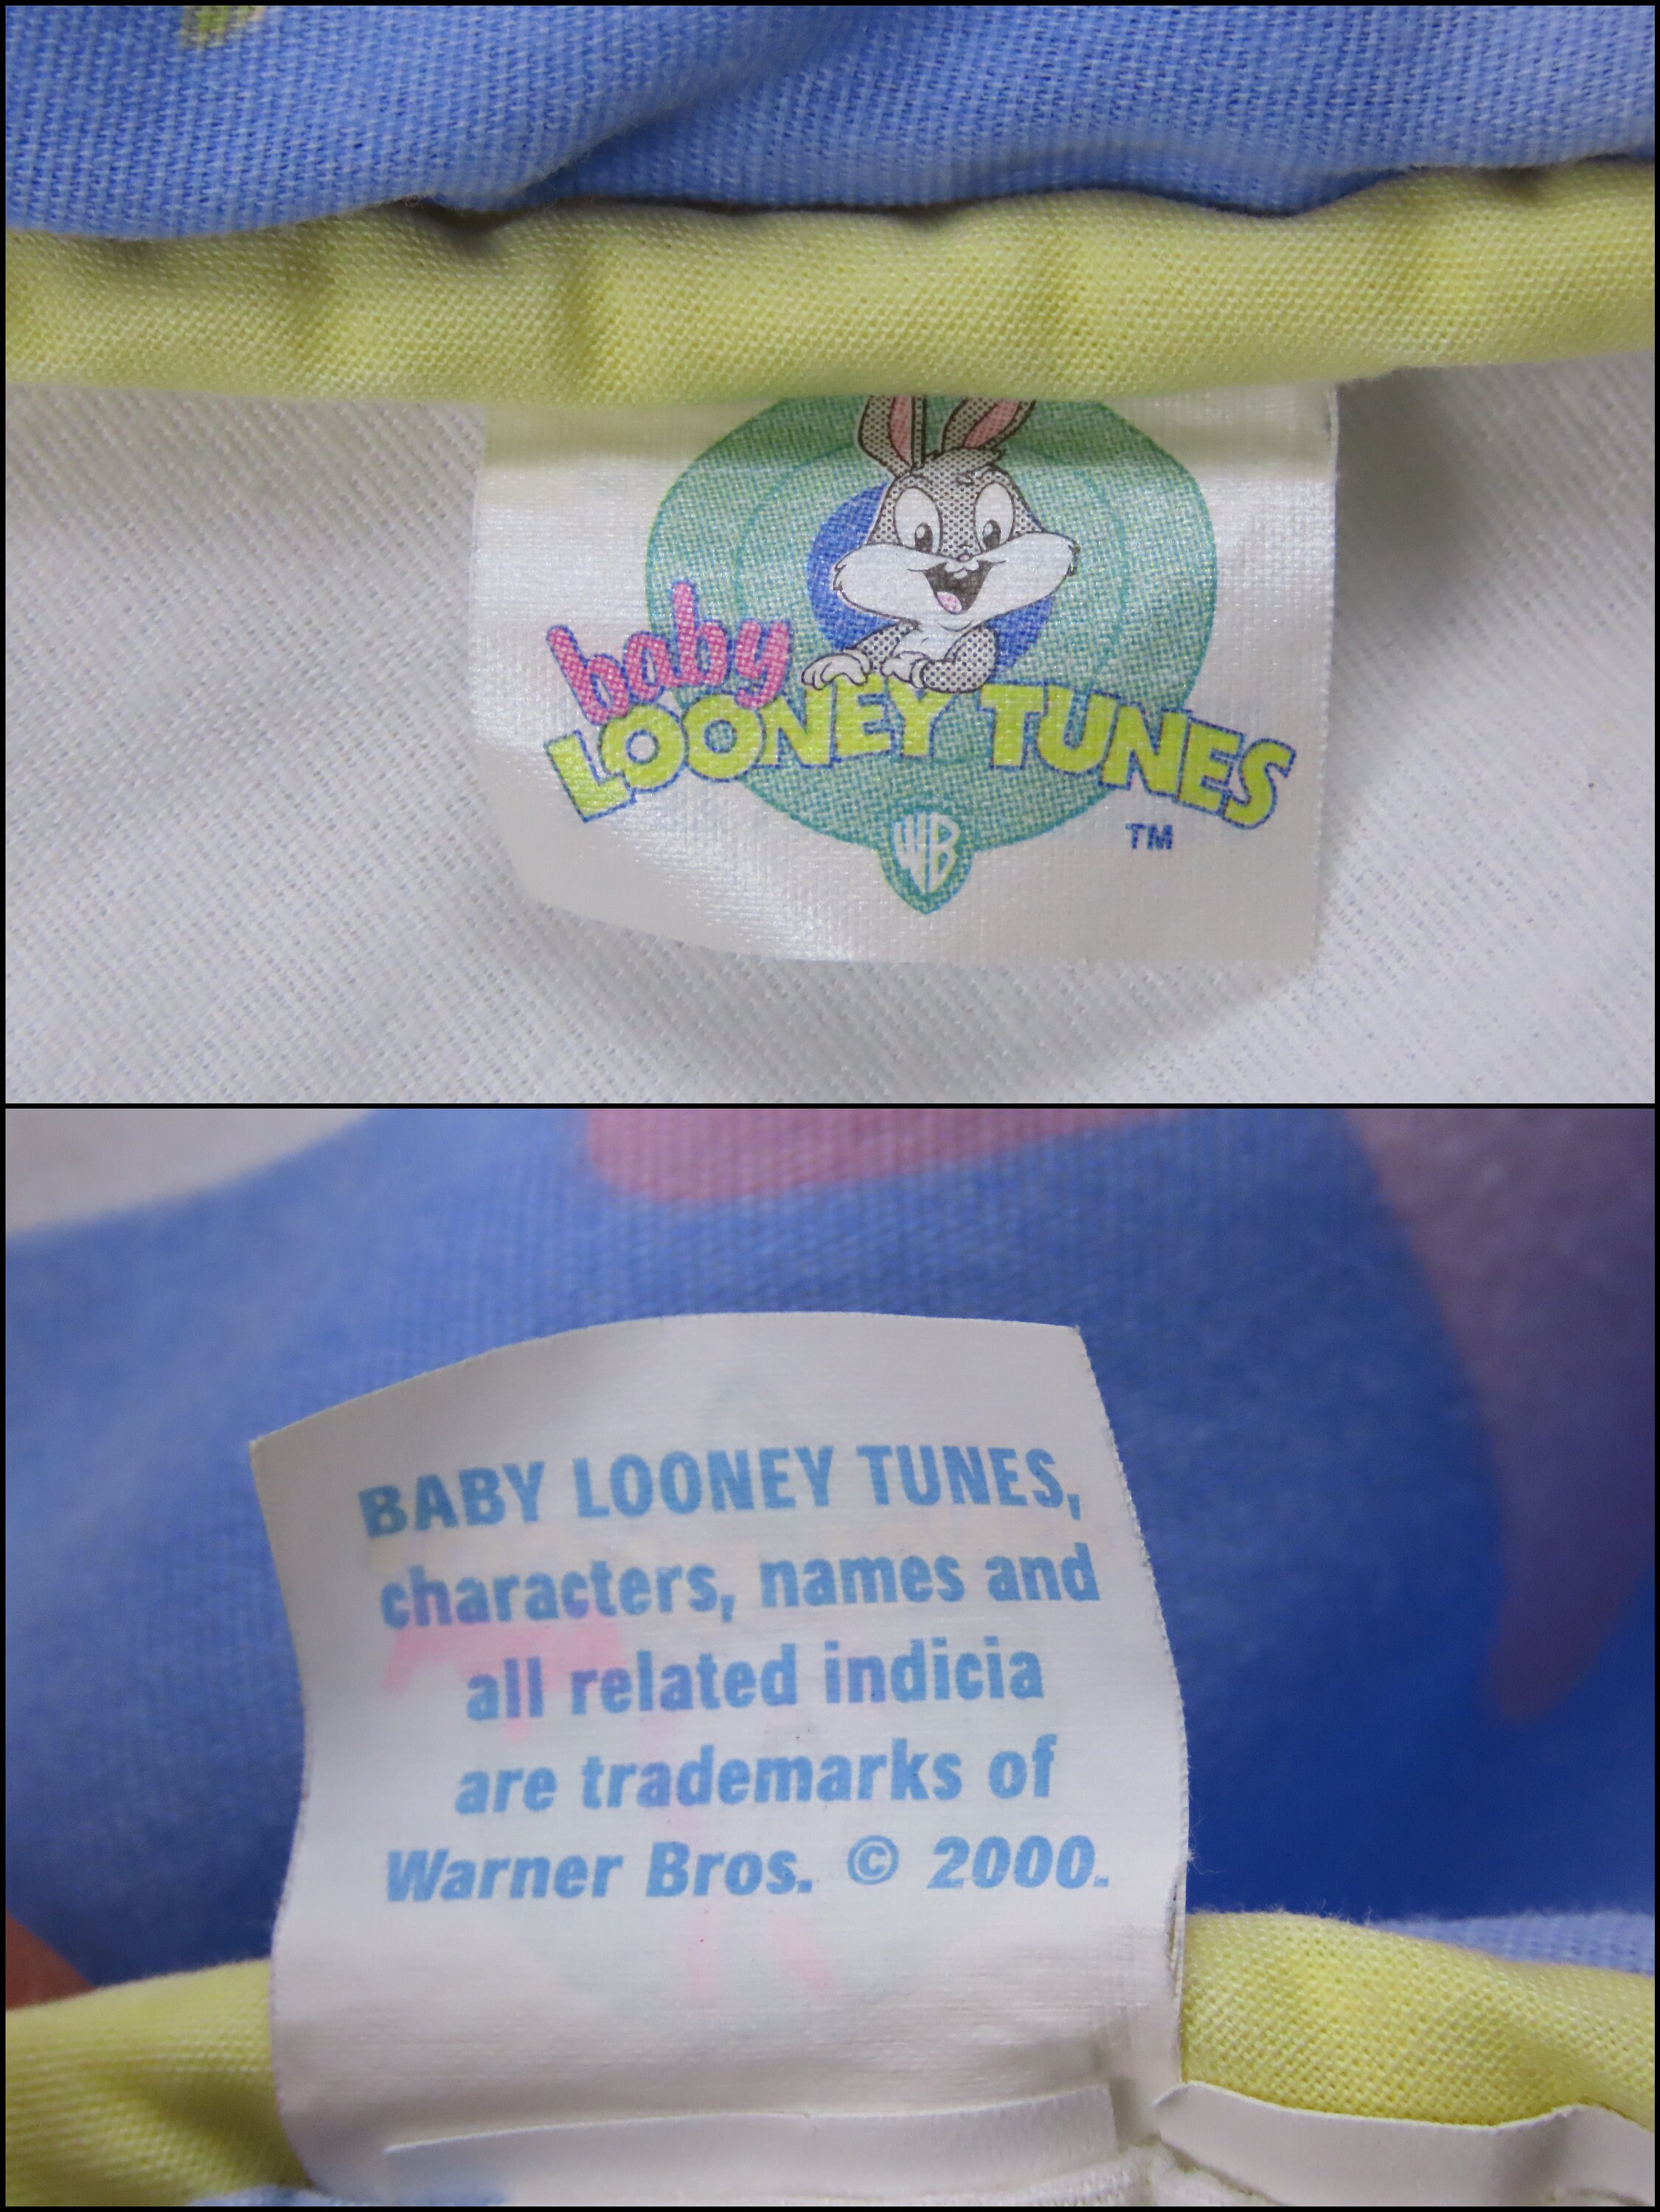 baby
LOONEY TUNES
WB
TM
BABY LOONEY TUNES,
characters, names and
all related indicia
are trademarks of
Warner Bros. © 2000.